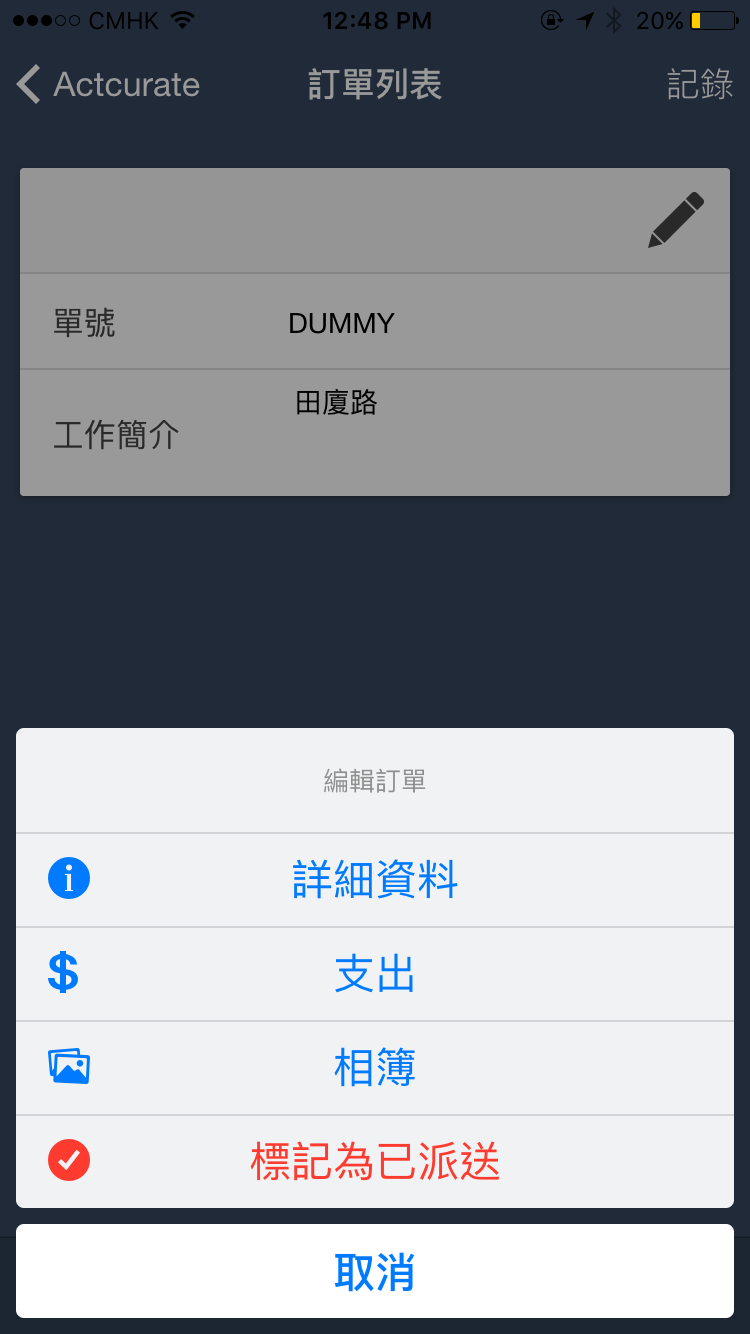 CMHK 12:48 PM 20%
Actcurate 訂單列表 記錄
單號 DUMMY
田廈路
工作簡介
編輯訂單
詳細資料
$ 支出
相簿
標記為已派送
取消